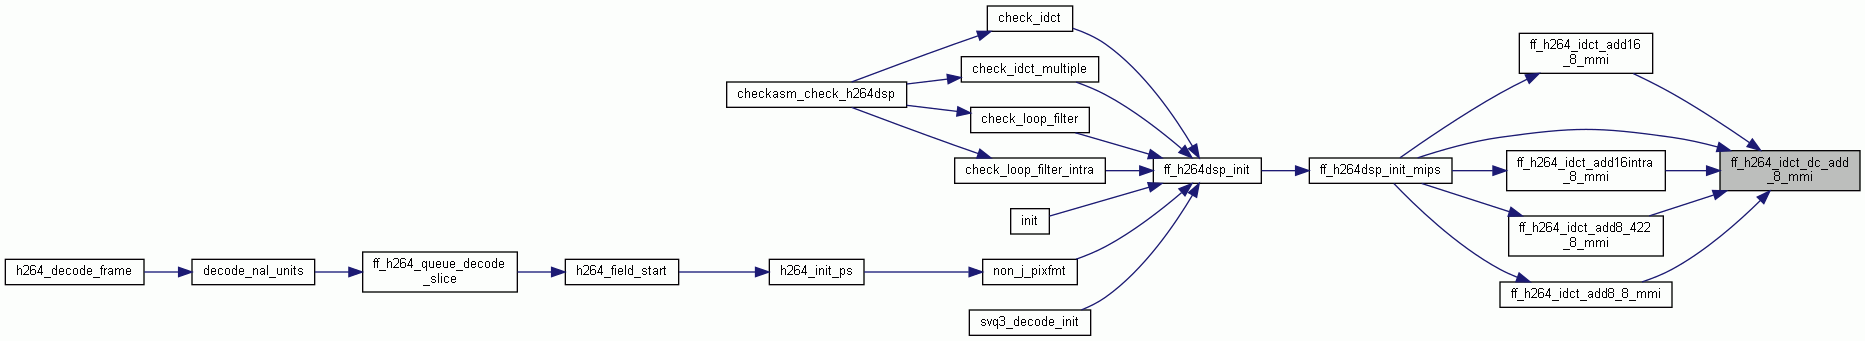 check_idct
ff_h264_idct_add16
_8_mmi
check_idct_multiple
checkasm_check_h264dsp
check_loop_filter
check_loop_filter_intra
ff_h264dsp_init
ff_h264dsp_init_mips
ff_h264_idct_add16intra
_8_mmi
ff_h264_idct_dc_add
_8_mmi
init
ff_h264_idct_add8_422
_8_mmi
h264_decode_frame
decode_nal_units
ff_h264_queue_decode
_slice
h264_field_start
h264_init_ps
non_j_pixfmt
ff_h264_idct_add8_8_mmi
svq3_decode_init